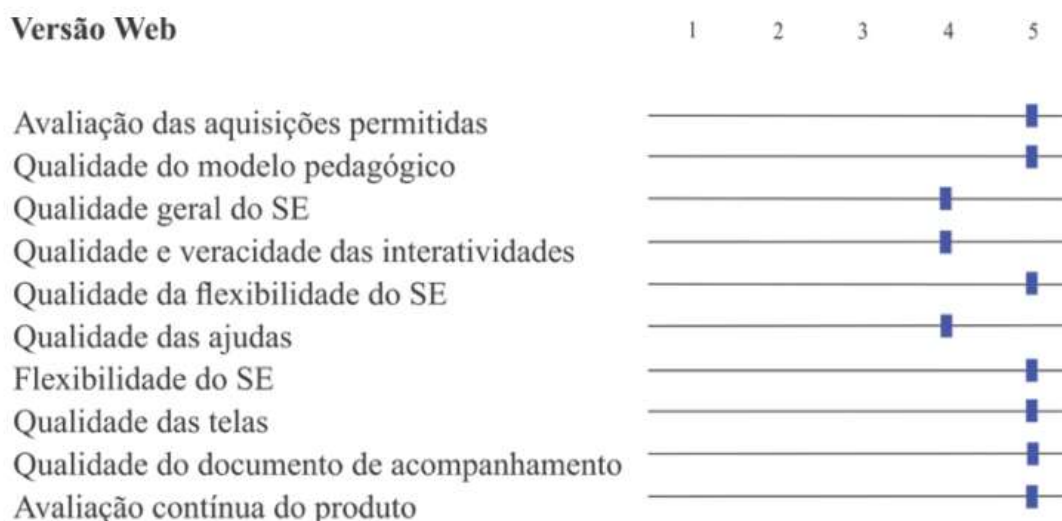 Versão Web 1 2 3 4 5
Avaliação das aquisições permitidas
Qualidade do modelo pedagógico
Qualidade geral do SE
Qualidade e veracidade das interatividades
Qualidade da flexibilidade do SE
Qualidade das ajudas
Flexibilidade do SE
Qualidade das telas
Qualidade do documento de acompanhamento
Avaliação contínua do produto